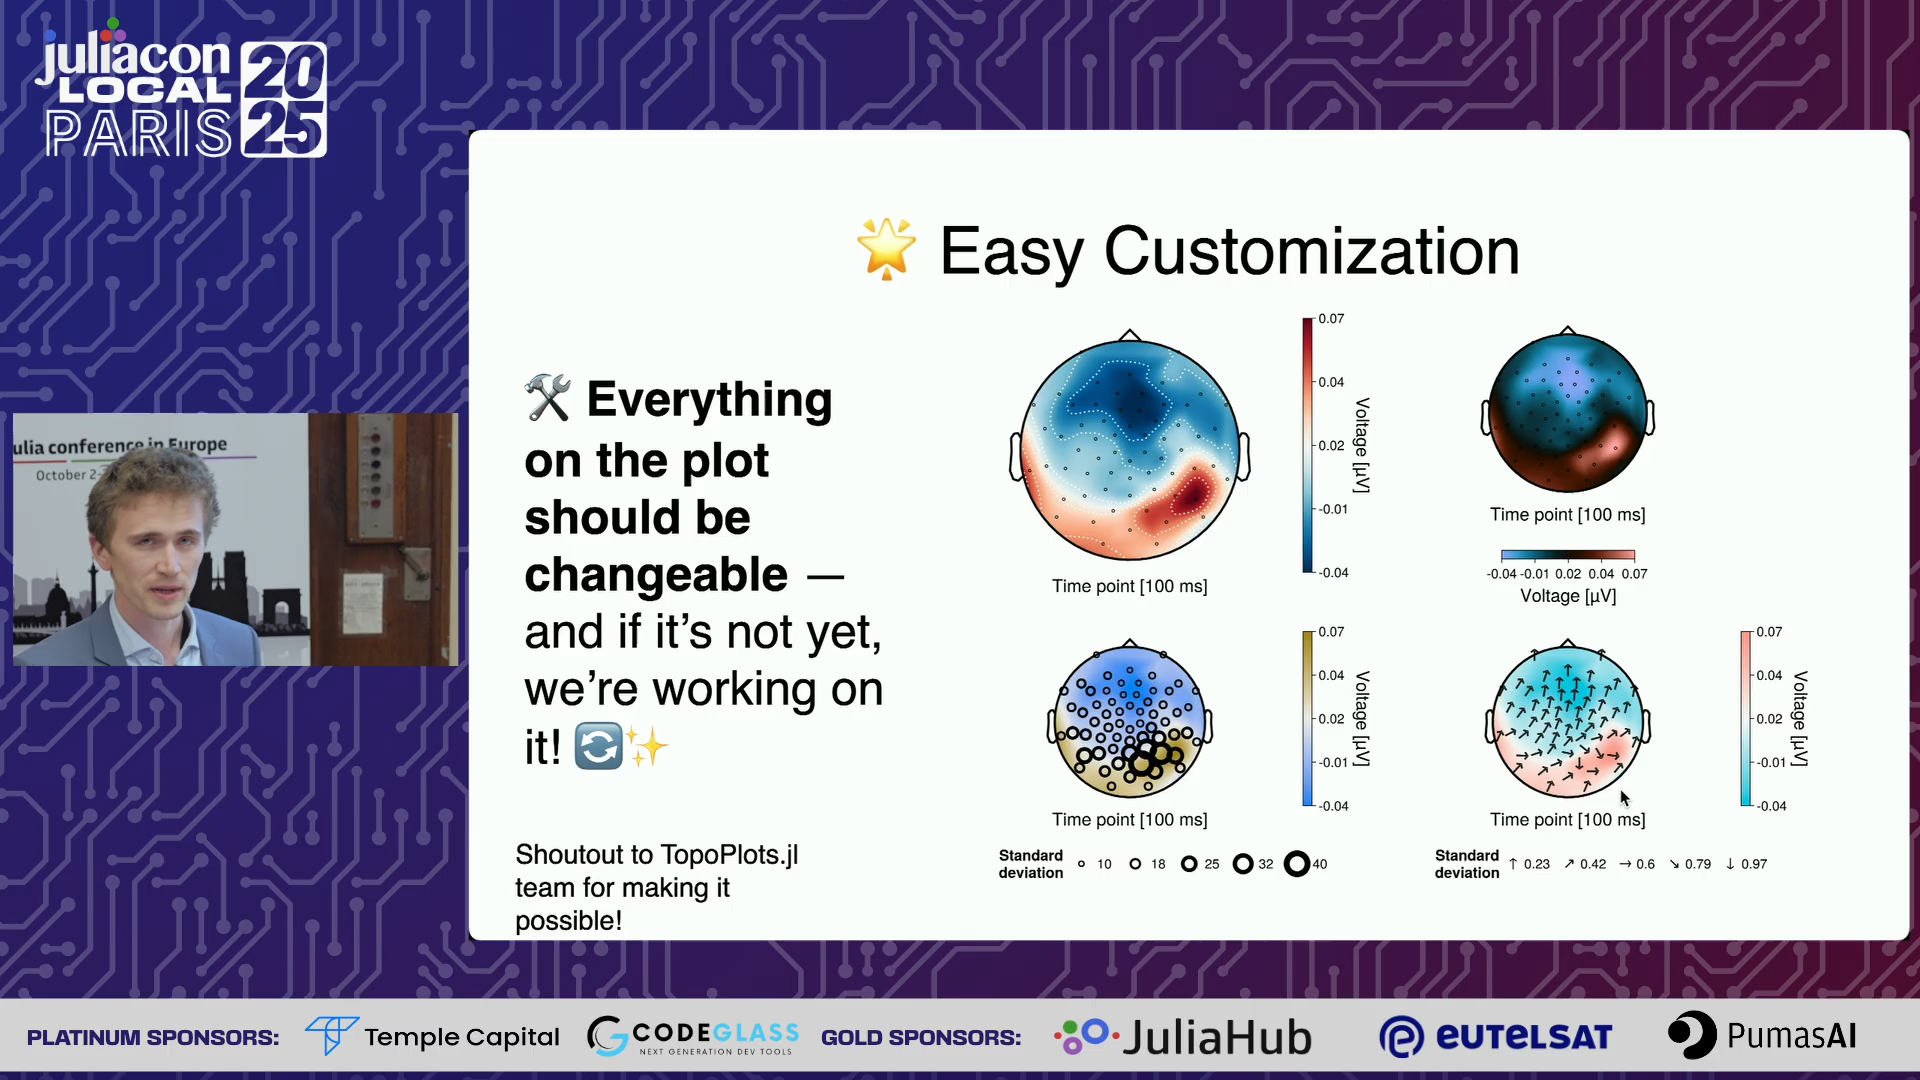 juliacon
LOCAL
PARIS
20
25
ulia conference in Europe
October 2-
🌟 Easy Customization
🛠 Everything
on the plot
should be
changeable —
and if it's not yet,
we're working on
it! 🔄✨
Shoutout to TopoPlots.jl
team for making it
possible!
0.07
0.04
0.02
-0.01
-0.04
Voltage [µV]
Time point [100 ms]
Time point [100 ms]
-0.04 -0.01 0.02 0.04 0.07
Voltage [µV]
0.07
0.04
0.02
-0.01
-0.04
Voltage [µV]
Time point [100 ms]
Standard
deviation
10 18 25 32 40
0.07
0.04
0.02
-0.01
-0.04
Voltage [µV]
Time point [100 ms]
Standard
deviation
↑ 0.23 ↗ 0.42 → 0.6 ↘ 0.79 ↓ 0.97
PLATINUM SPONSORS:
Temple Capital
CODEGLASS
NEXT GENERATION DEV TOOLS
GOLD SPONSORS:
JuliaHub
eUTELSAT
PumasAI